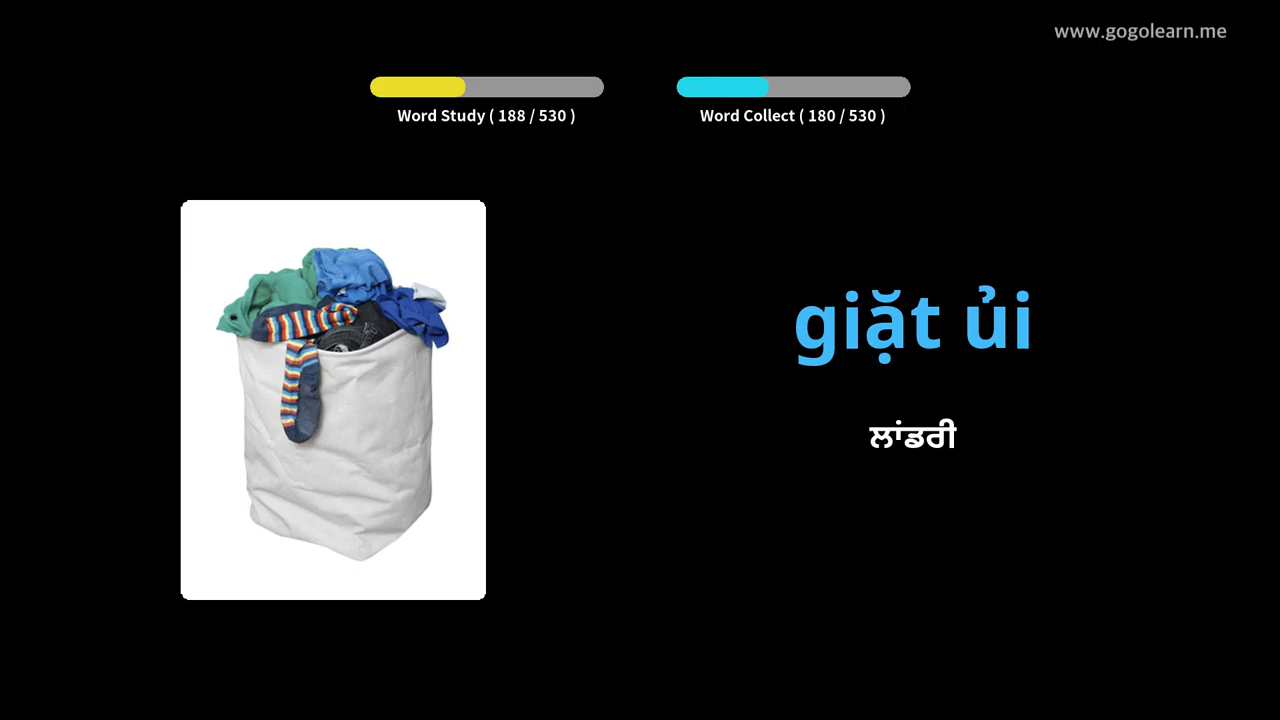 www.gogolearn.me
Word Study ( 188 / 530 )
Word Collect ( 180 / 530 )
giặt ủi
ਲਾਂਡਰੀ